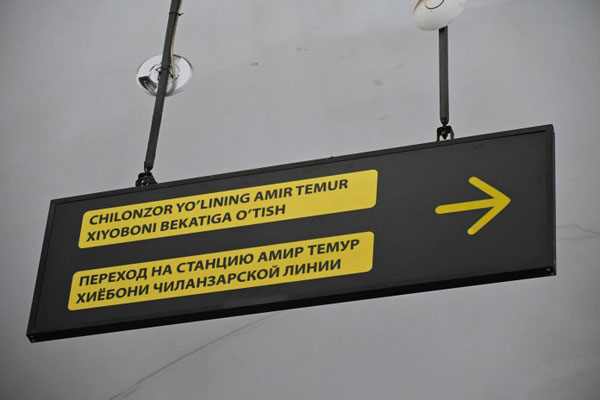 CHILONZOR YO'LINING AMIR TEMUR
XIYOBONI BEKATIGA O'TISH
ПЕРЕХОД НА СТАНЦИЮ АМИР ТЕМУР
ХИЁБОНИ ЧИЛАНЗАРСКОЙ ЛИНИИ